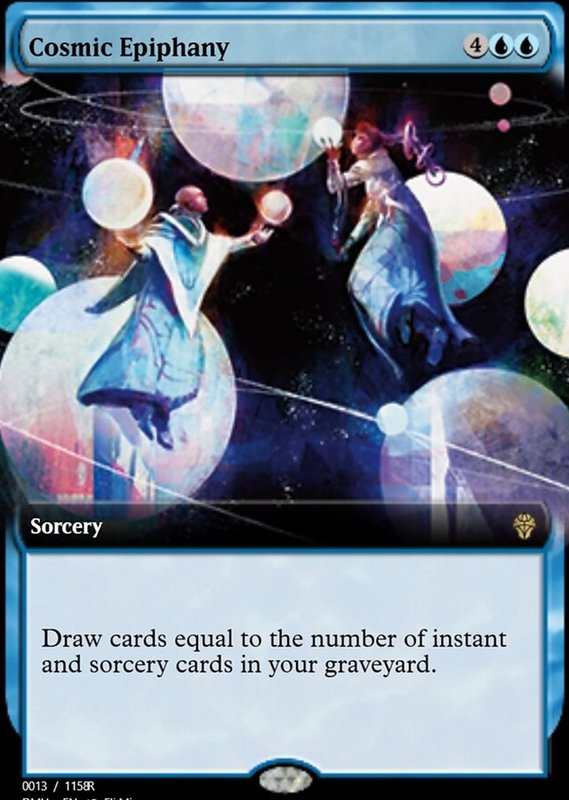 Cosmic Epiphany
4
Sorcery
Draw cards equal to the number of instant
and sorcery cards in your graveyard.
0013 / 1158R